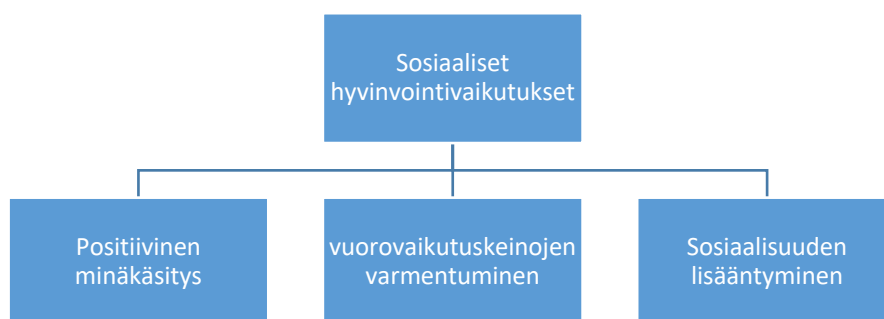 Sosiaaliset
hyvinvointivaikutukset
Positiivinen
minäkäsitys
vuorovaikutuskeinojen
varmentuminen
Sosiaalisuuden
lisääntyminen